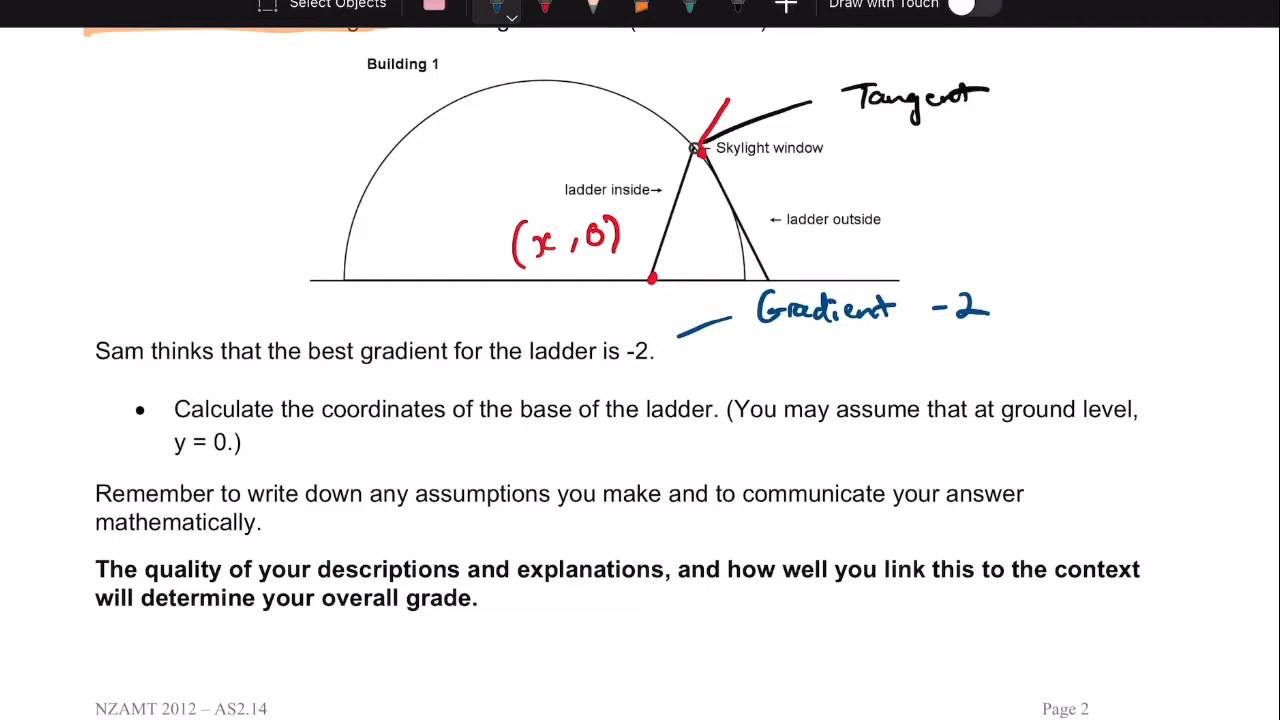 Select Objects
Draw with Touch
Building 1
Tangent
Skylight window
ladder inside→
← ladder outside
(x, 0)
Gradient -2
Sam thinks that the best gradient for the ladder is -2.
• Calculate the coordinates of the base of the ladder. (You may assume that at ground level,
y = 0.)
Remember to write down any assumptions you make and to communicate your answer
mathematically.
The quality of your descriptions and explanations, and how well you link this to the context
will determine your overall grade.
NZAMT 2012 – AS2.14
Page 2